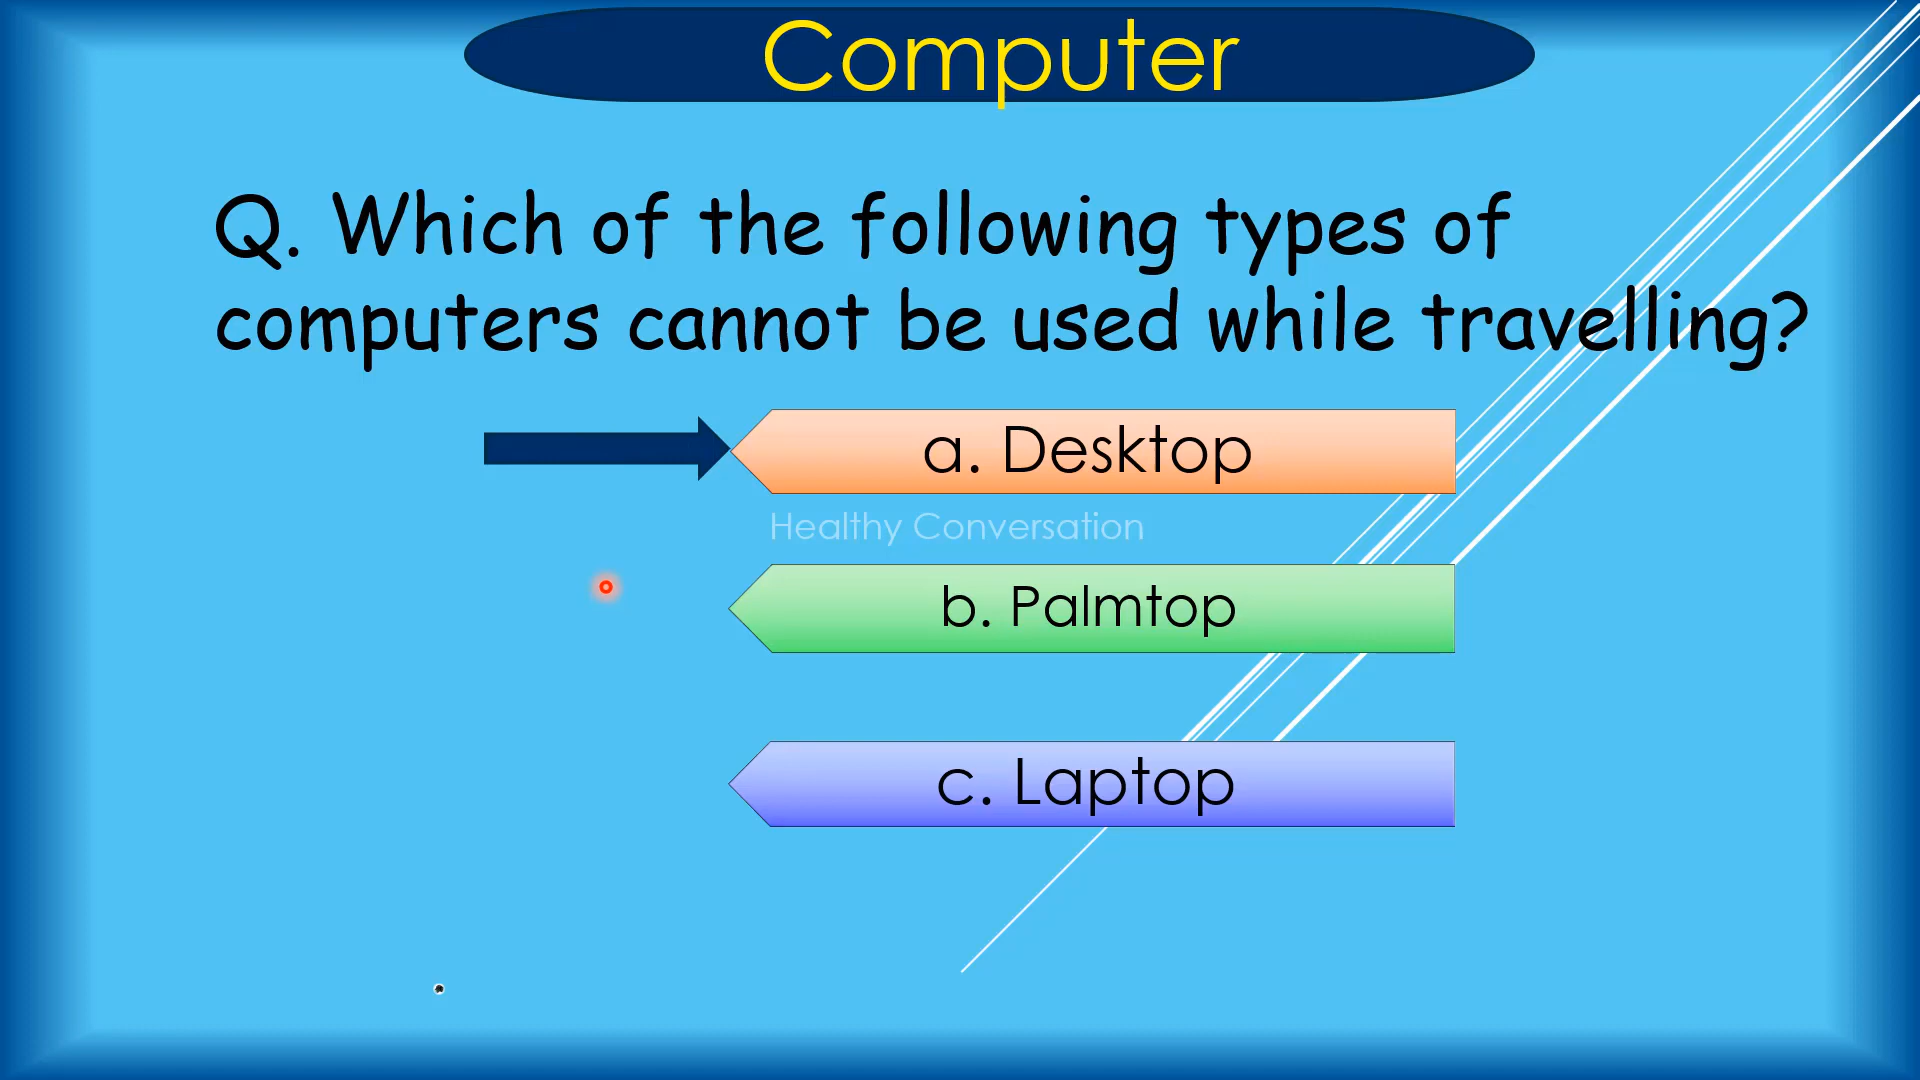 Computer
Q. Which of the following types of
computers cannot be used while travelling?
a. Desktop
Healthy Conversation
b. Palmtop
c. Laptop